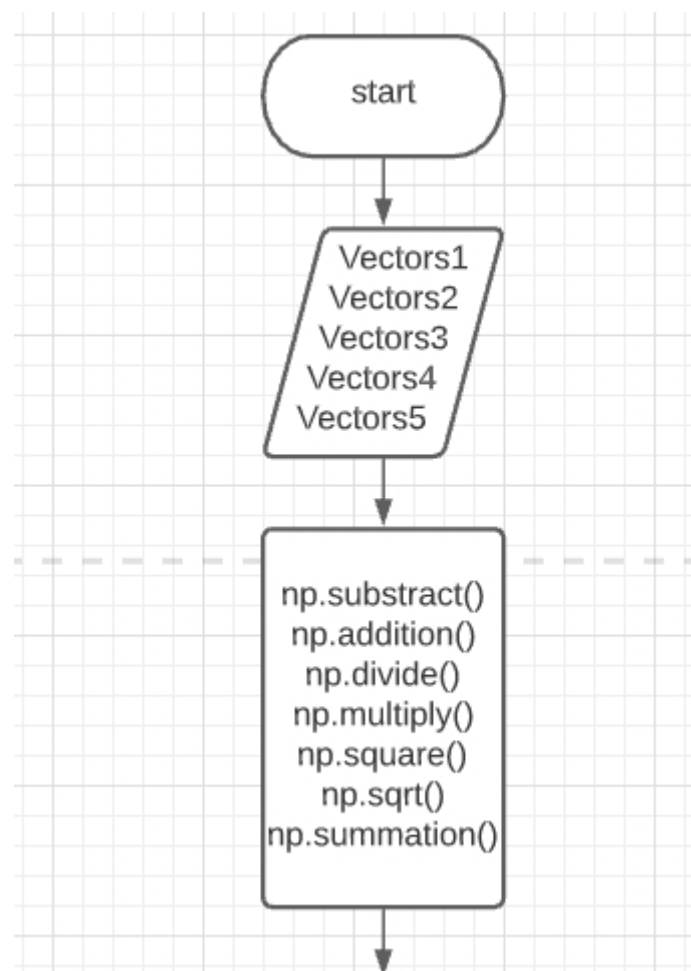 start
Vectors1
Vectors2
Vectors3
Vectors4
Vectors5
np.substract()
np.addition()
np.divide()
np.multiply()
np.square()
np.sqrt()
np.summation()